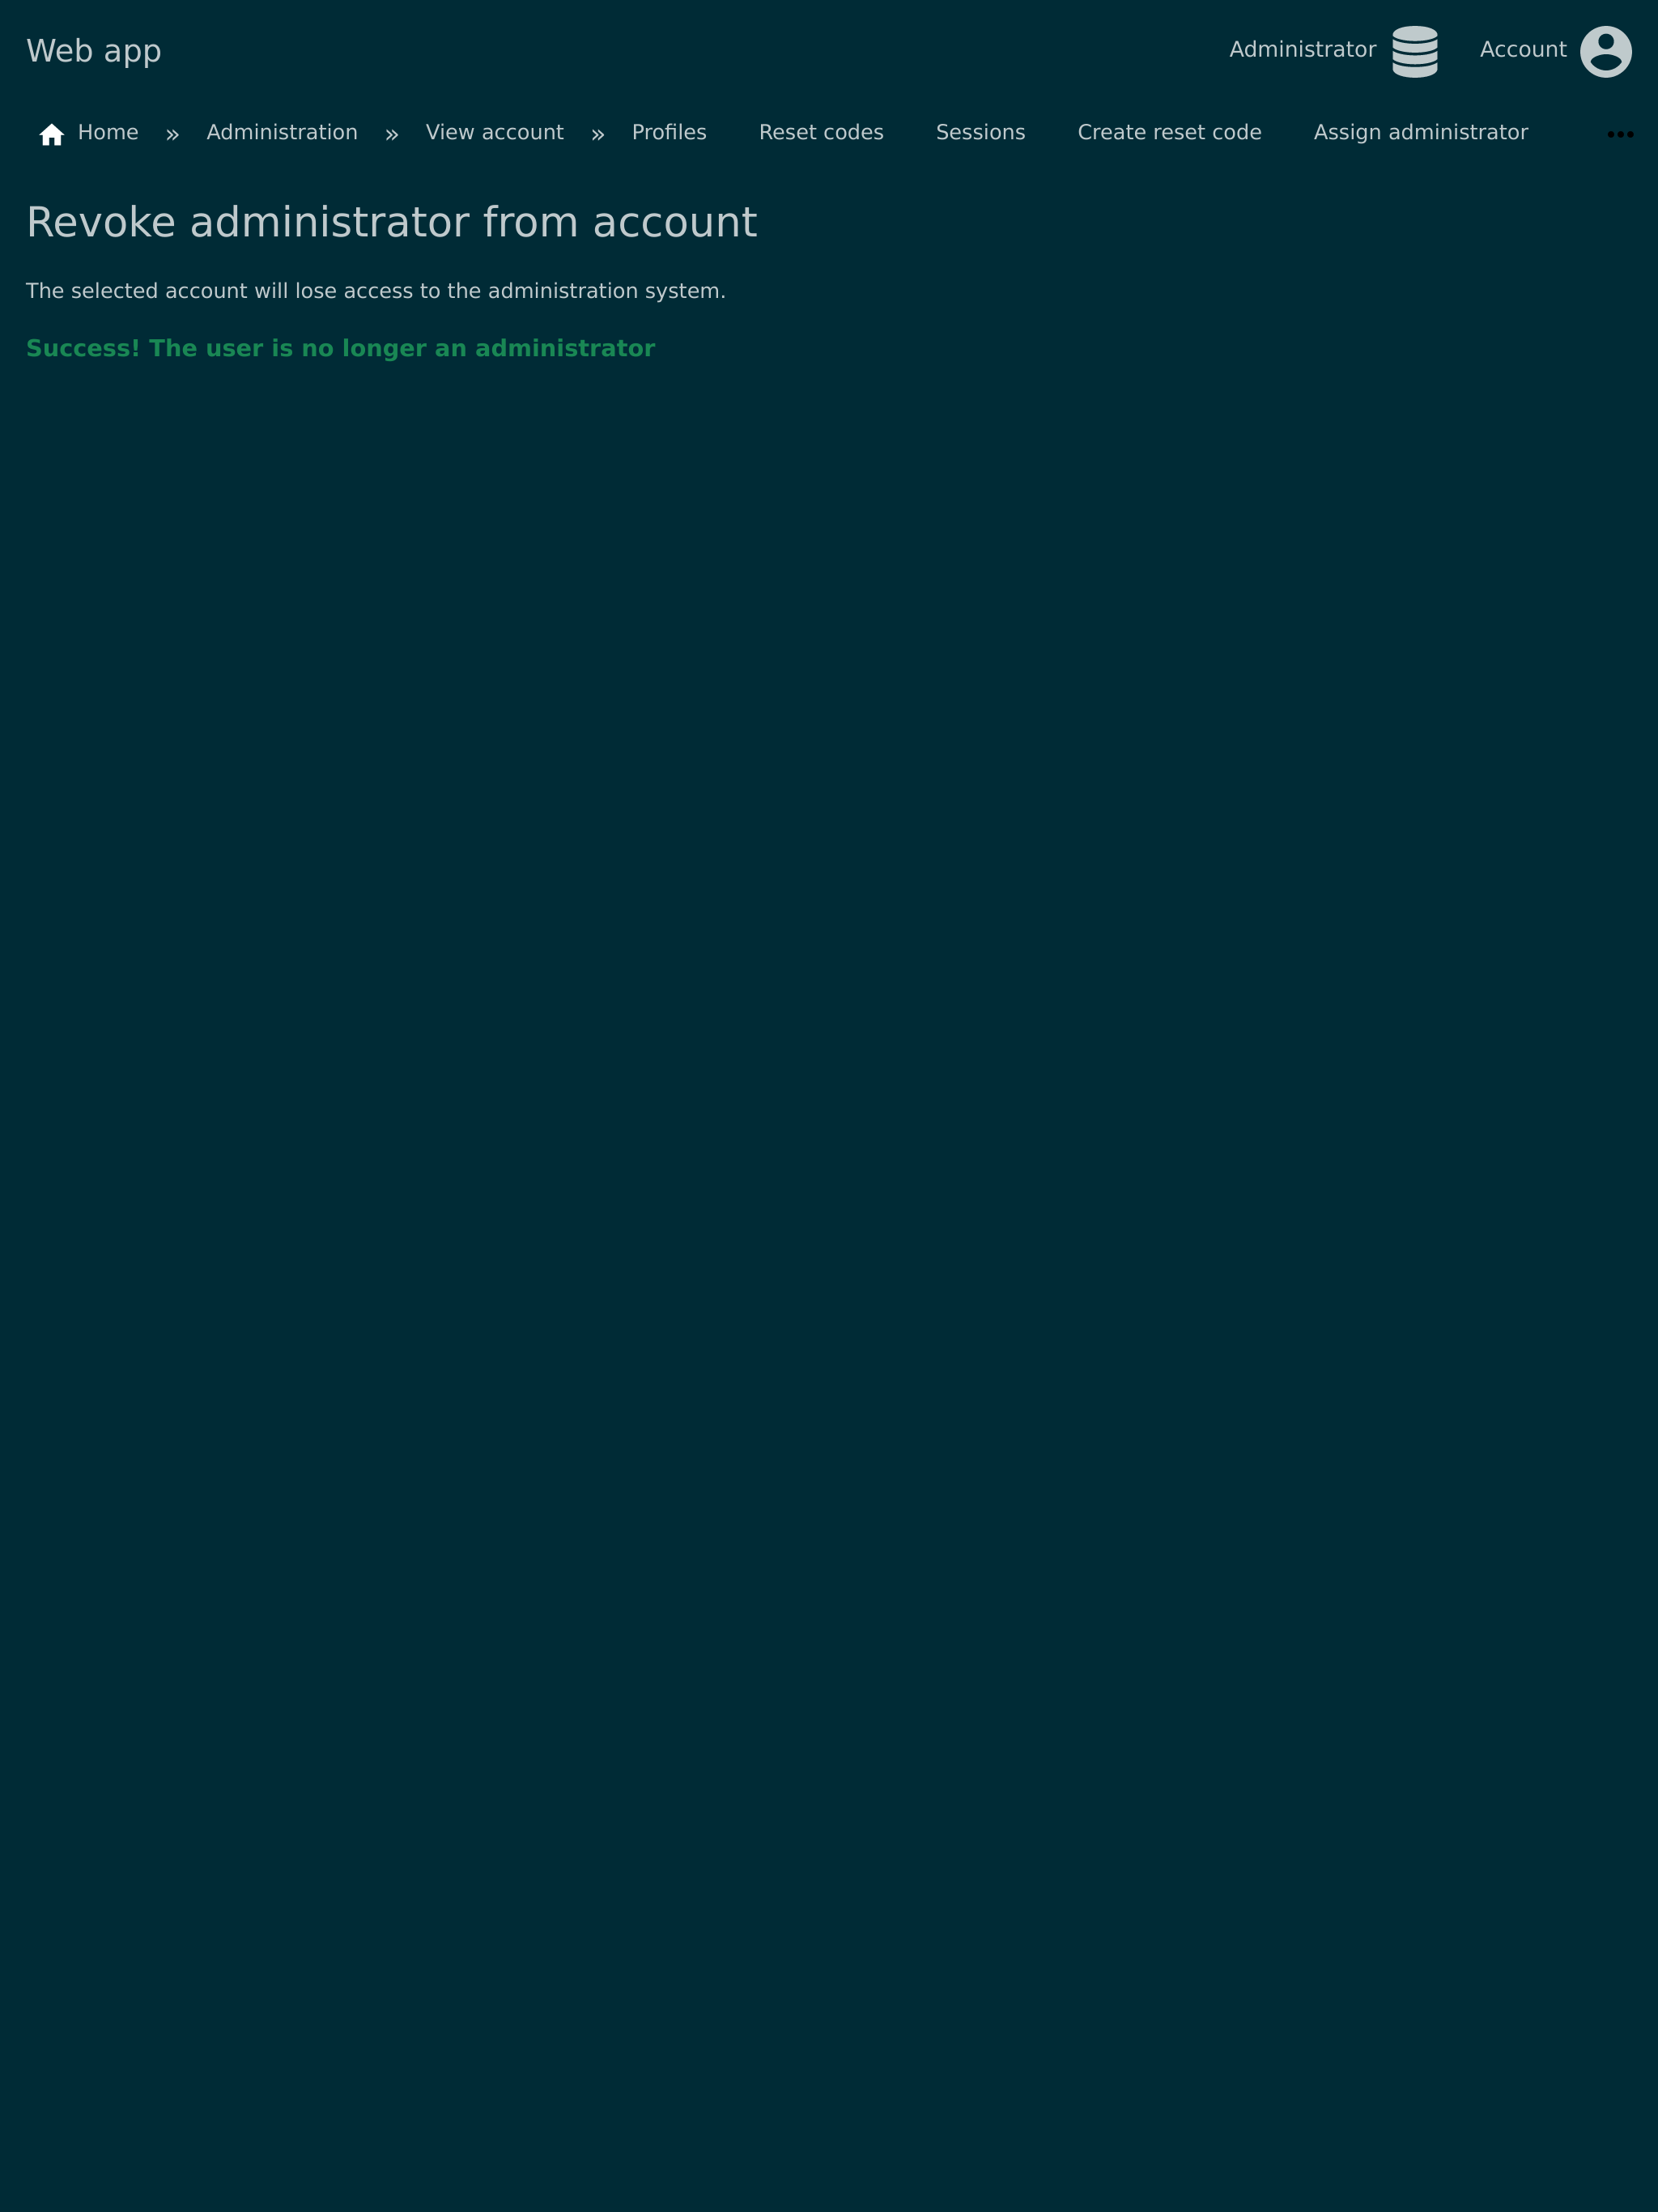 Web app
Administrator Account
Home » Administration » View account » Profiles Reset codes Sessions Create reset code Assign administrator
Revoke administrator from account
The selected account will lose access to the administration system.
Success! The user is no longer an administrator